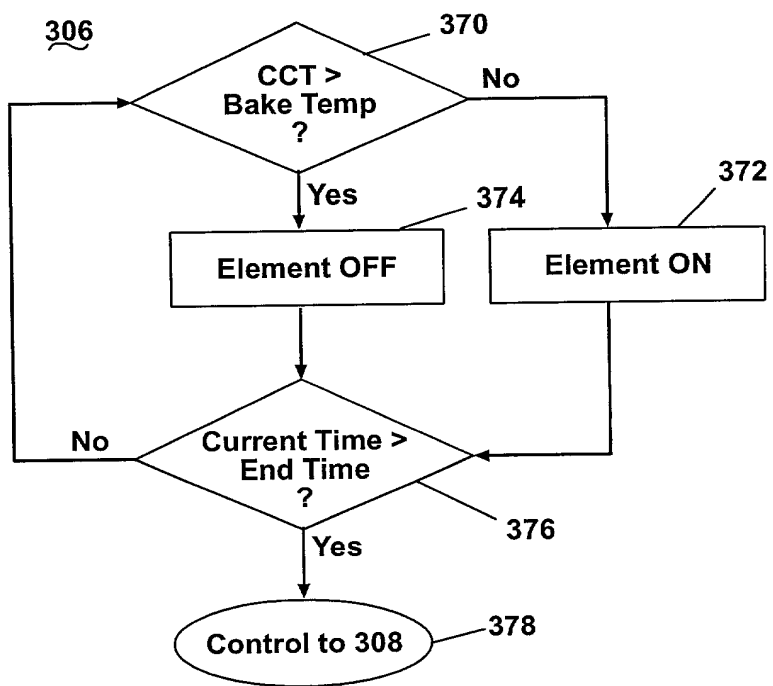 306
370
CCT >
Bake Temp
?
No
Yes
374
372
Element OFF
Element ON
No
Current Time >
End Time
?
376
Yes
Control to 308
378